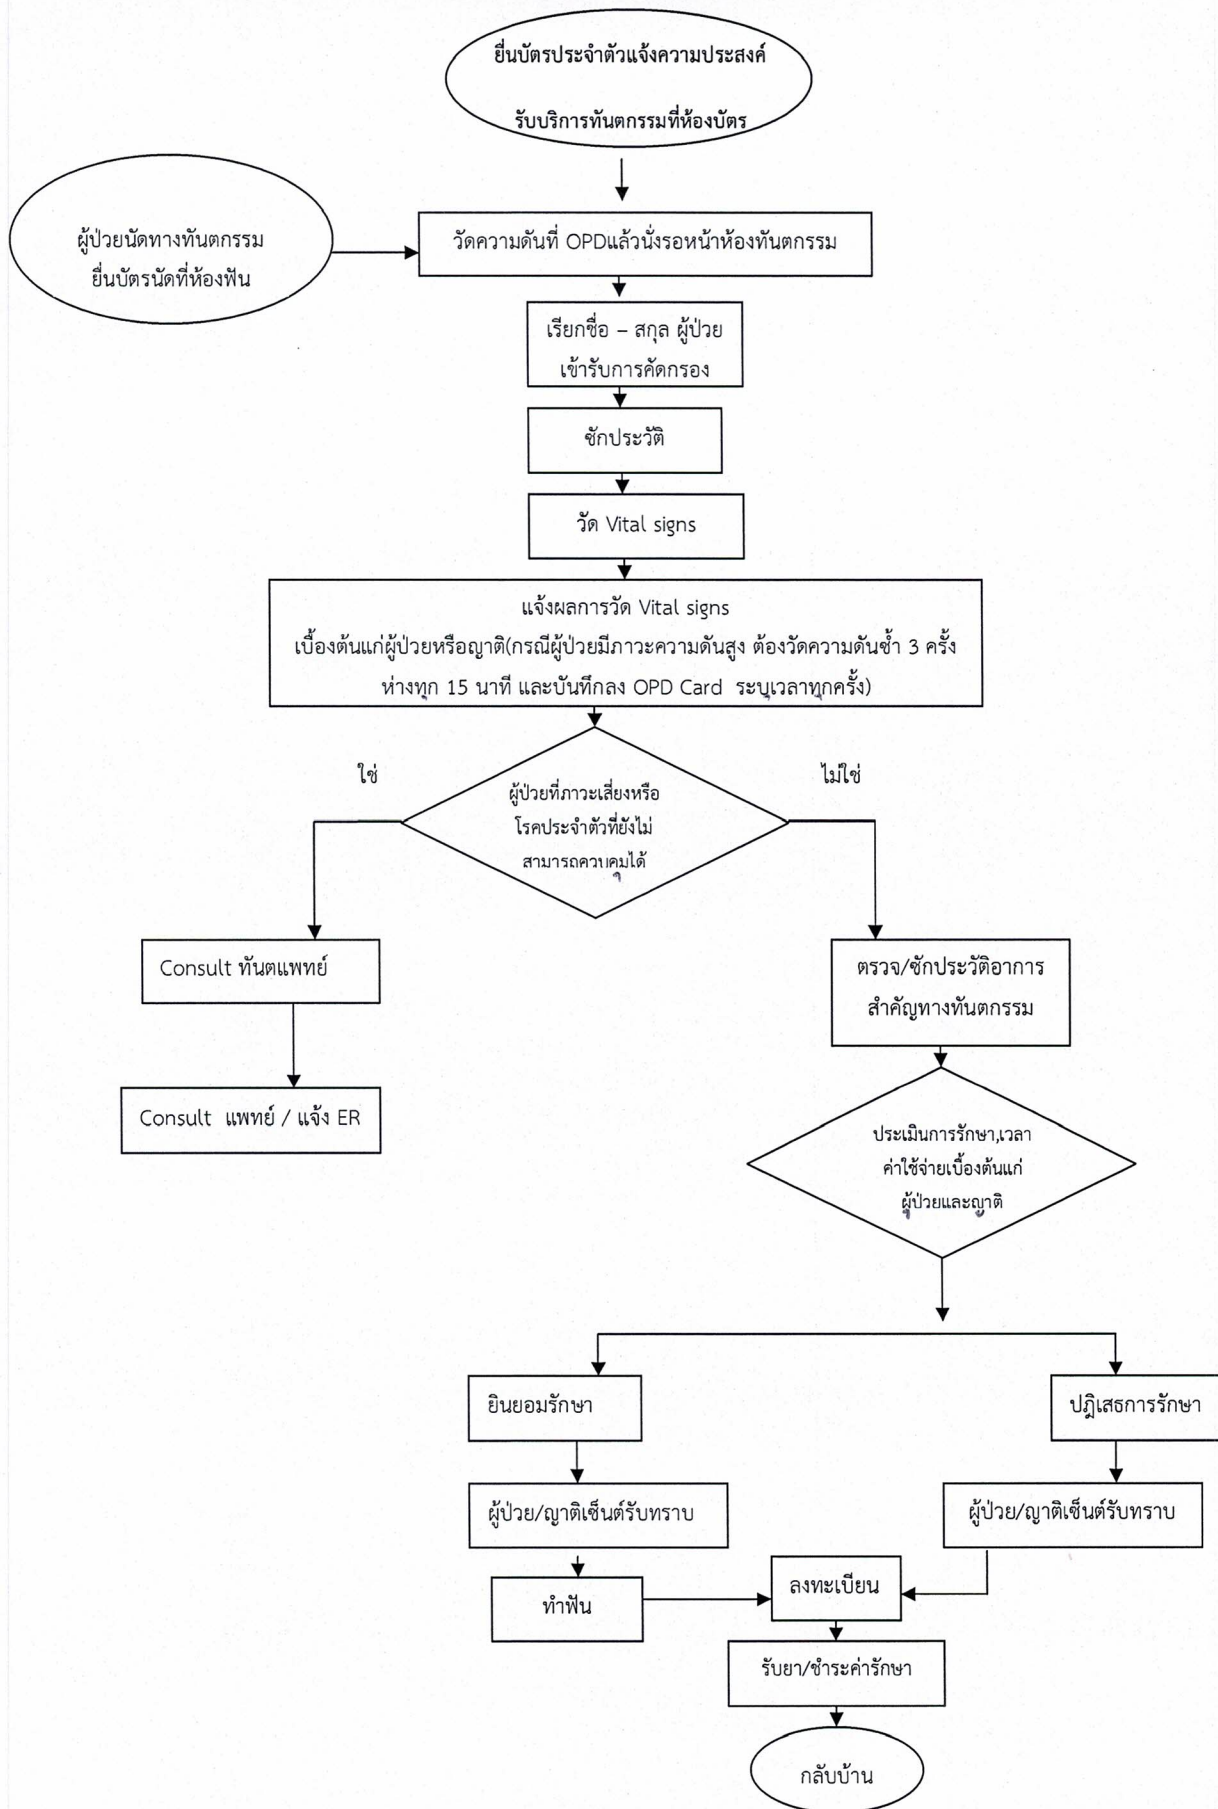 ยื่นบัตรประจำตัวแจ้งความประสงค์
รับบริการทันตกรรมที่ห้องบัตร
ผู้ป่วยนัดทางทันตกรรม
ยื่นบัตรนัดที่ห้องฟัน
วัดความดันที่ OPDแล้วนั่งรอหน้าห้องทันตกรรม
เรียกชื่อ – สกุล ผู้ป่วย
เข้ารับการคัดกรอง
ซักประวัติ
วัด Vital signs
แจ้งผลการวัด Vital signs
เบื้องต้นแก่ผู้ป่วยหรือญาติ(กรณีผู้ป่วยมีภาวะความดันสูง ต้องวัดความดันซ้ำ 3 ครั้ง
ห่างทุก 15 นาที และบันทึกลง OPD Card ระบุเวลาทุกครั้ง)
ใช่
ไม่ใช่
ผู้ป่วยที่ภาวะเสี่ยงหรือ
โรคประจำตัวที่ยังไม่
สามารถควบคุมได้
Consult ทันตแพทย์
Consult แพทย์ / แจ้ง ER
ตรวจ/ซักประวัติอาการ
สำคัญทางทันตกรรม
ประเมินการรักษา,เวลา
ค่าใช้จ่ายเบื้องต้นแก่
ผู้ป่วยและญาติ
ยินยอมรักษา
ปฎิเสธการรักษา
ผู้ป่วย/ญาติเซ็นต์รับทราบ
ผู้ป่วย/ญาติเซ็นต์รับทราบ
ทำฟัน
ลงทะเบียน
รับยา/ชำระค่ารักษา
กลับบ้าน